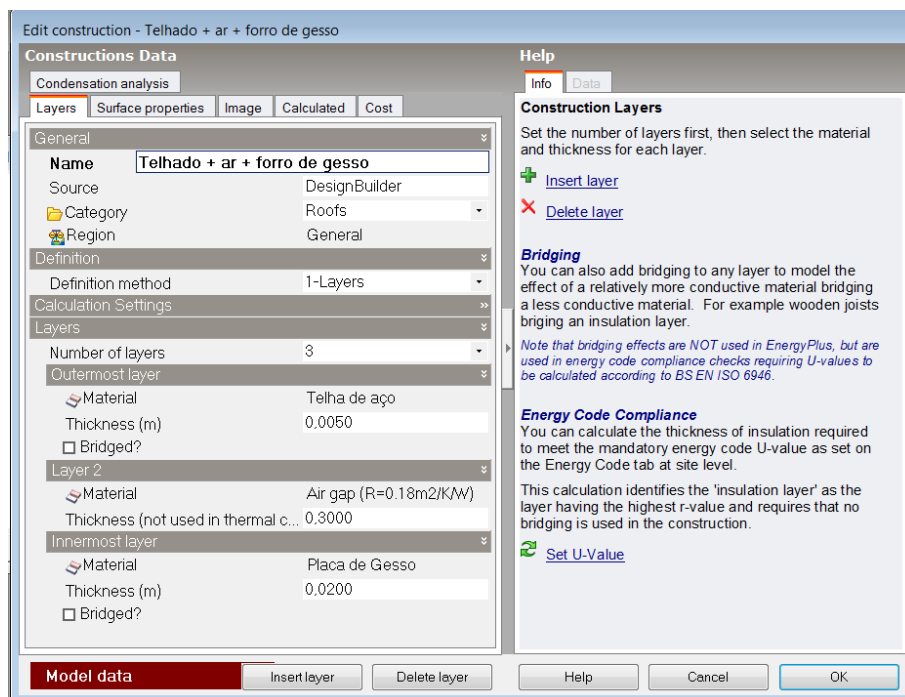 Edit construction - Telhado + ar + forro de gesso
Constructions Data
Condensation analysis
Layers Surface properties Image Calculated Cost
General
Name Telhado + ar + forro de gesso
Source DesignBuilder
Category Roofs
Region General
Definition
Definition method 1-Layers
Calculation Settings
Layers
Number of layers 3
Outermost layer
Material Telha de aço
Thickness (m) 0,0050
Bridged?
Layer 2
Material Air gap (R=0.18m2/K/W)
Thickness (not used in thermal c... 0,3000
Innermost layer
Material Placa de Gesso
Thickness (m) 0,0200
Bridged?
Model data
Insert layer Delete layer
Help
Info Data
Construction Layers
Set the number of layers first, then select the material
and thickness for each layer.
Insert layer
Delete layer
Bridging
You can also add bridging to any layer to model the
effect of a relatively more conductive material bridging
a less conductive material. For example wooden joists
briging an insulation layer.
Note that bridging effects are NOT used in EnergyPlus, but are
used in energy code compliance checks requiring U-values to
be calculated according to BS EN ISO 6946.
Energy Code Compliance
You can calculate the thickness of insulation required
to meet the mandatory energy code U-value as set on
the Energy Code tab at site level.
This calculation identifies the 'insulation layer' as the
layer having the highest r-value and requires that no
bridging is used in the construction.
Set U-Value
Help Cancel OK